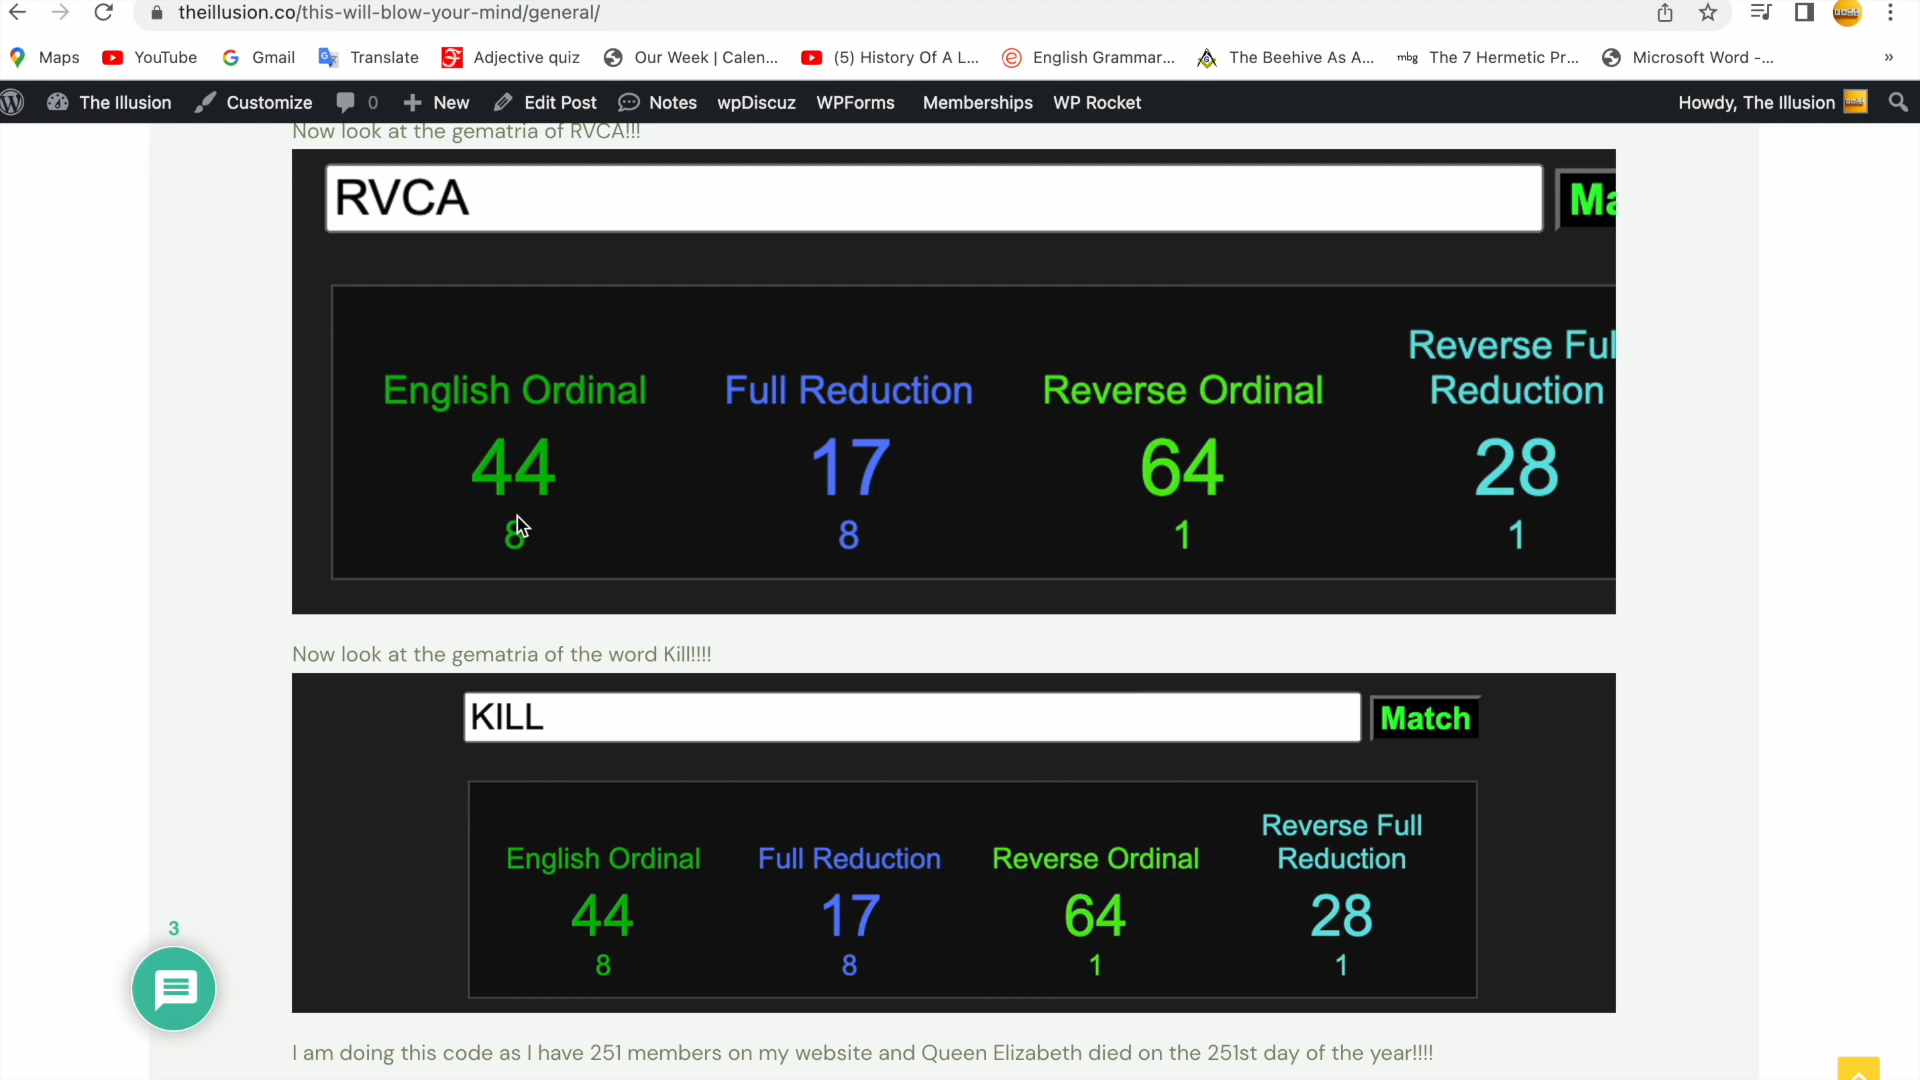 theillusion.co/this-will-blow-your-mind/general/
Maps YouTube Gmail Translate Adjective quiz Our Week | Calen... (5) History Of A L... English Grammar... The Beehive As A... mbg The 7 Hermetic Pr... Microsoft Word -... »
The Illusion Customize 0 New Edit Post Notes wpDiscuz WPForms Memberships WP Rocket Howdy, The Illusion
Now look at the gematria of RVCA!!!
RVCA Ma
English Ordinal Full Reduction Reverse Ordinal Reverse Ful
Reduction
44 17 64 28
8 8 1 1
Now look at the gematria of the word Kill!!!!
KILL Match
English Ordinal Full Reduction Reverse Ordinal Reverse Full
Reduction
44 17 64 28
8 8 1 1
3
I am doing this code as I have 251 members on my website and Queen Elizabeth died on the 251st day of the year!!!!